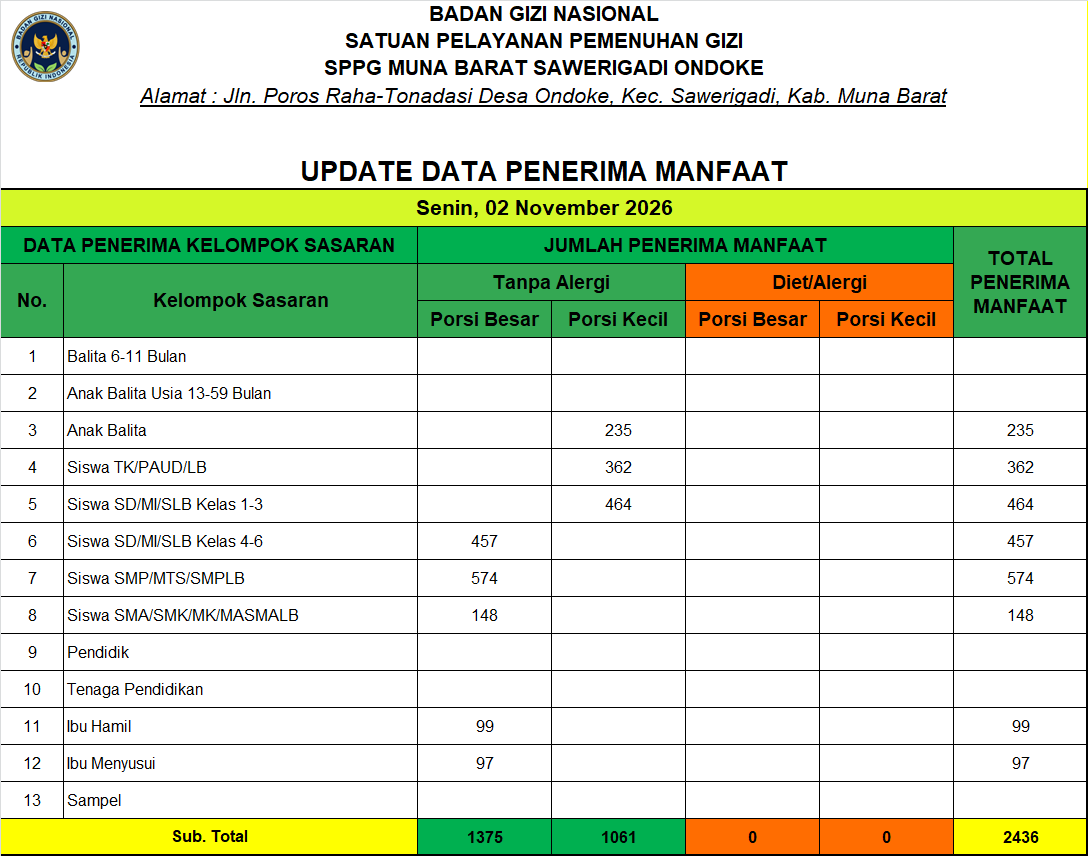 BADAN GIZI NASIONAL
REPUBLIK INDONESIA
BADAN GIZI NASIONAL
SATUAN PELAYANAN PEMENUHAN GIZI
SPPG MUNA BARAT SAWERIGADI ONDOKE
Alamat : Jln. Poros Raha-Tonadasi Desa Ondoke, Kec. Sawerigadi, Kab. Muna Barat
UPDATE DATA PENERIMA MANFAAT
Senin, 02 November 2026
DATA PENERIMA KELOMPOK SASARAN JUMLAH PENERIMA MANFAAT TOTAL PENERIMA MANFAAT
No. Kelompok Sasaran Tanpa Alergi Diet/Alergi
Porsi Besar Porsi Kecil Porsi Besar Porsi Kecil
1 Balita 6-11 Bulan
2 Anak Balita Usia 13-59 Bulan
3 Anak Balita 235 235
4 Siswa TK/PAUD/LB 362 362
5 Siswa SD/MI/SLB Kelas 1-3 464 464
6 Siswa SD/MI/SLB Kelas 4-6 457 457
7 Siswa SMP/MTS/SMPLB 574 574
8 Siswa SMA/SMK/MK/MASMALB 148 148
9 Pendidik
10 Tenaga Pendidikan
11 Ibu Hamil 99 99
12 Ibu Menyusui 97 97
13 Sampel
Sub. Total 1375 1061 0 0 2436